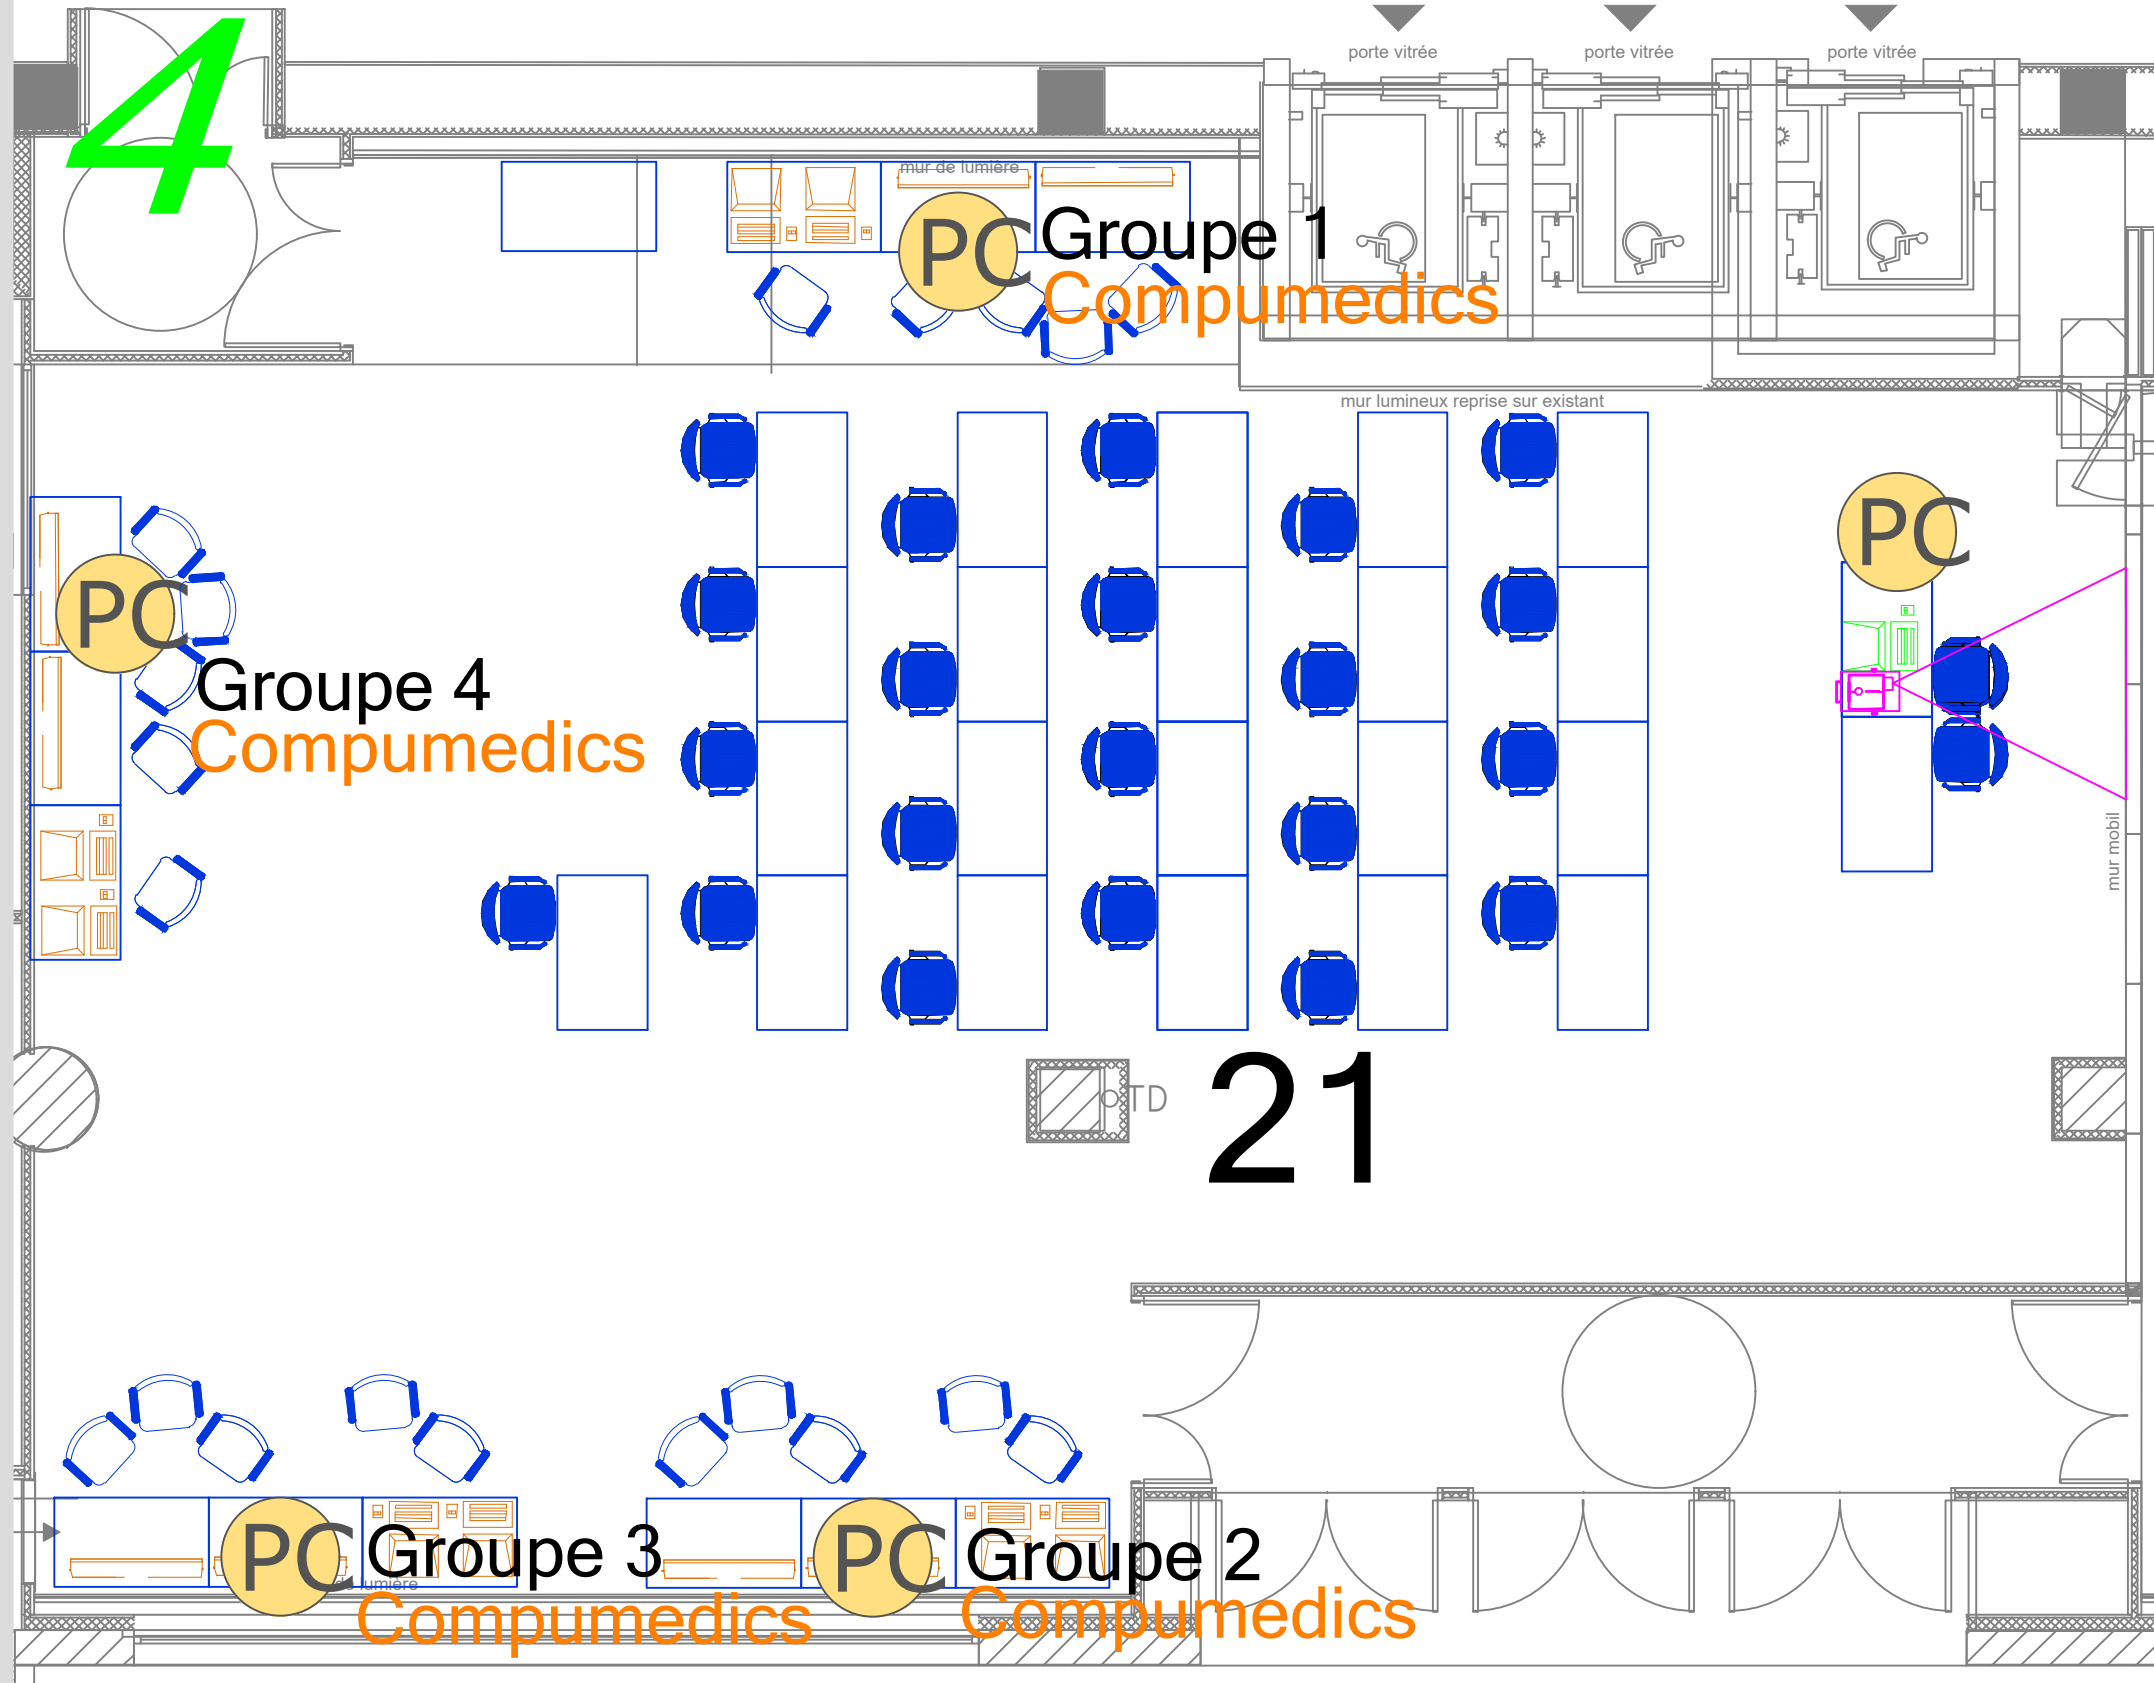 4
porte vitrée
porte vitrée
porte vitrée
mur de lumière
PC
Groupe 1
Compumedics
mur lumineux reprise sur existant
PC
PC
Groupe 4
Compumedics
mur mobil
TD
21
PC
Groupe 3
lumière
Compumedics
PC
Groupe 2
Compumedics